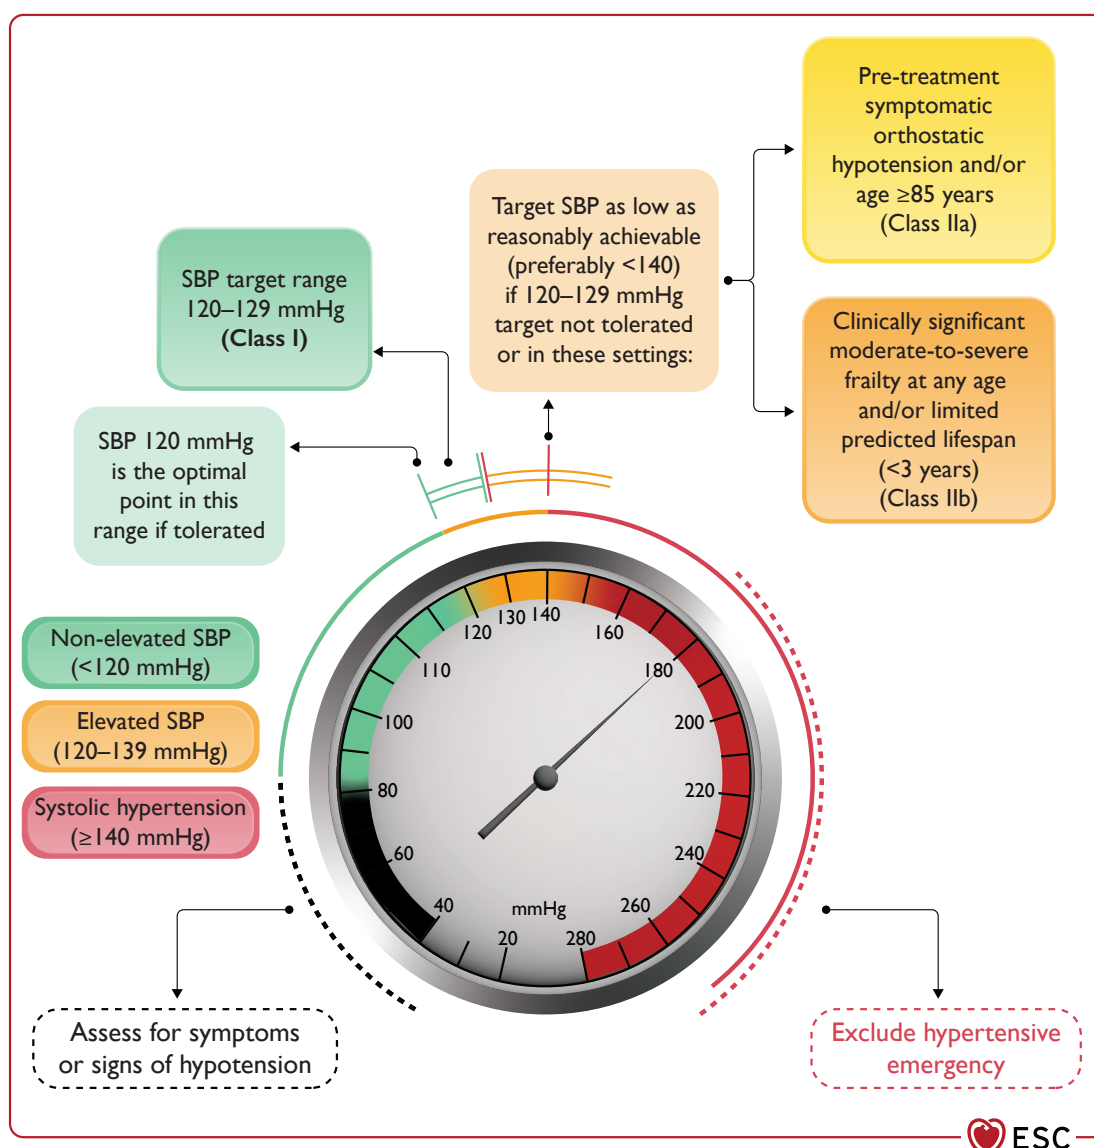 Pre-treatment
symptomatic
orthostatic
hypotension and/or
age ≥85 years
(Class IIa)
Target SBP as low as
reasonably achievable
(preferably <140)
if 120–129 mmHg
target not tolerated
or in these settings:
SBP target range
120–129 mmHg
(Class I)
Clinically significant
moderate-to-severe
frailty at any age
and/or limited
predicted lifespan
(<3 years)
(Class IIb)
SBP 120 mmHg
is the optimal
point in this
range if tolerated
Non-elevated SBP
(<120 mmHg)
Elevated SBP
(120–139 mmHg)
Systolic hypertension
(≥140 mmHg)
20
40
60
80
100
110
120
130
140
160
180
200
220
240
260
280
mmHg
Assess for symptoms
or signs of hypotension
Exclude hypertensive
emergency
ESC